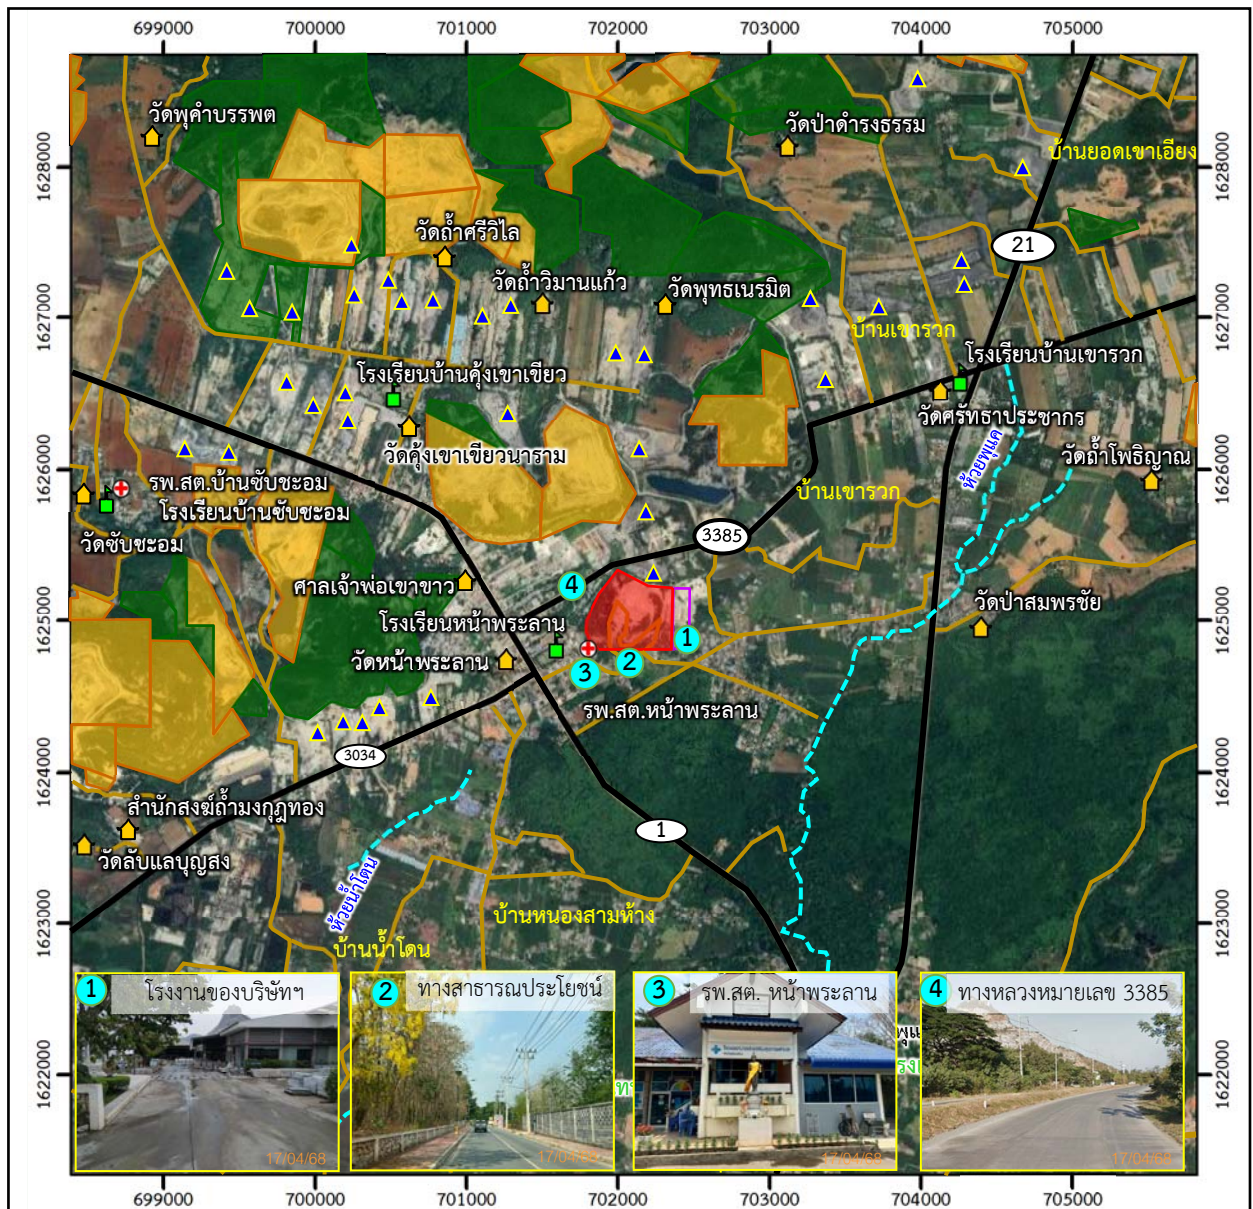 699000 700000 701000 702000 703000 704000 705000
วัดพุคำบรรพต
วัดป่าดำรงธรรม
บ้านยอดเขาเอียง
1628000
1628000
วัดถ้ำศรีวิไล
21
วัดถ้ำวิมานแก้ว
วัดพุทธเนรมิต
1627000
1627000
บ้านเขารวก
โรงเรียนบ้านเขารวก
โรงเรียนบ้านคุ้งเขาเขียว
วัดศรัทธาประชากร
วัดคุ้งเขาเขียวนาราม
ห้วยพุแค
วัดถ้ำโพธิญาณ
1626000
1626000
รพ.สต.บ้านซับชะอม
บ้านเขารวก
โรงเรียนบ้านซับชะอม
วัดซับชะอม
3385
ศาลเจ้าพ่อเขาขาว
4
วัดป่าสมพรชัย
1625000
1625000
โรงเรียนหน้าพระลาน
1
วัดหน้าพระลาน
2
3
รพ.สต.หน้าพระลาน
3034
1624000
1624000
สำนักสงฆ์ถ้ำมงกุฎทอง
1
วัดลับแลบุญสง
ห้วยน้ำโดน
1623000
1623000
บ้านหนองสามห้าง
บ้านน้ำโดน
1 โรงงานของบริษัทฯ
2 ทางสาธารณประโยชน์
3 รพ.สต. หน้าพระลาน
4 ทางหลวงหมายเลข 3385
1622000
1622000
17/04/68
17/04/68
17/04/68
17/04/68
699000 700000 701000 702000 703000 704000 705000